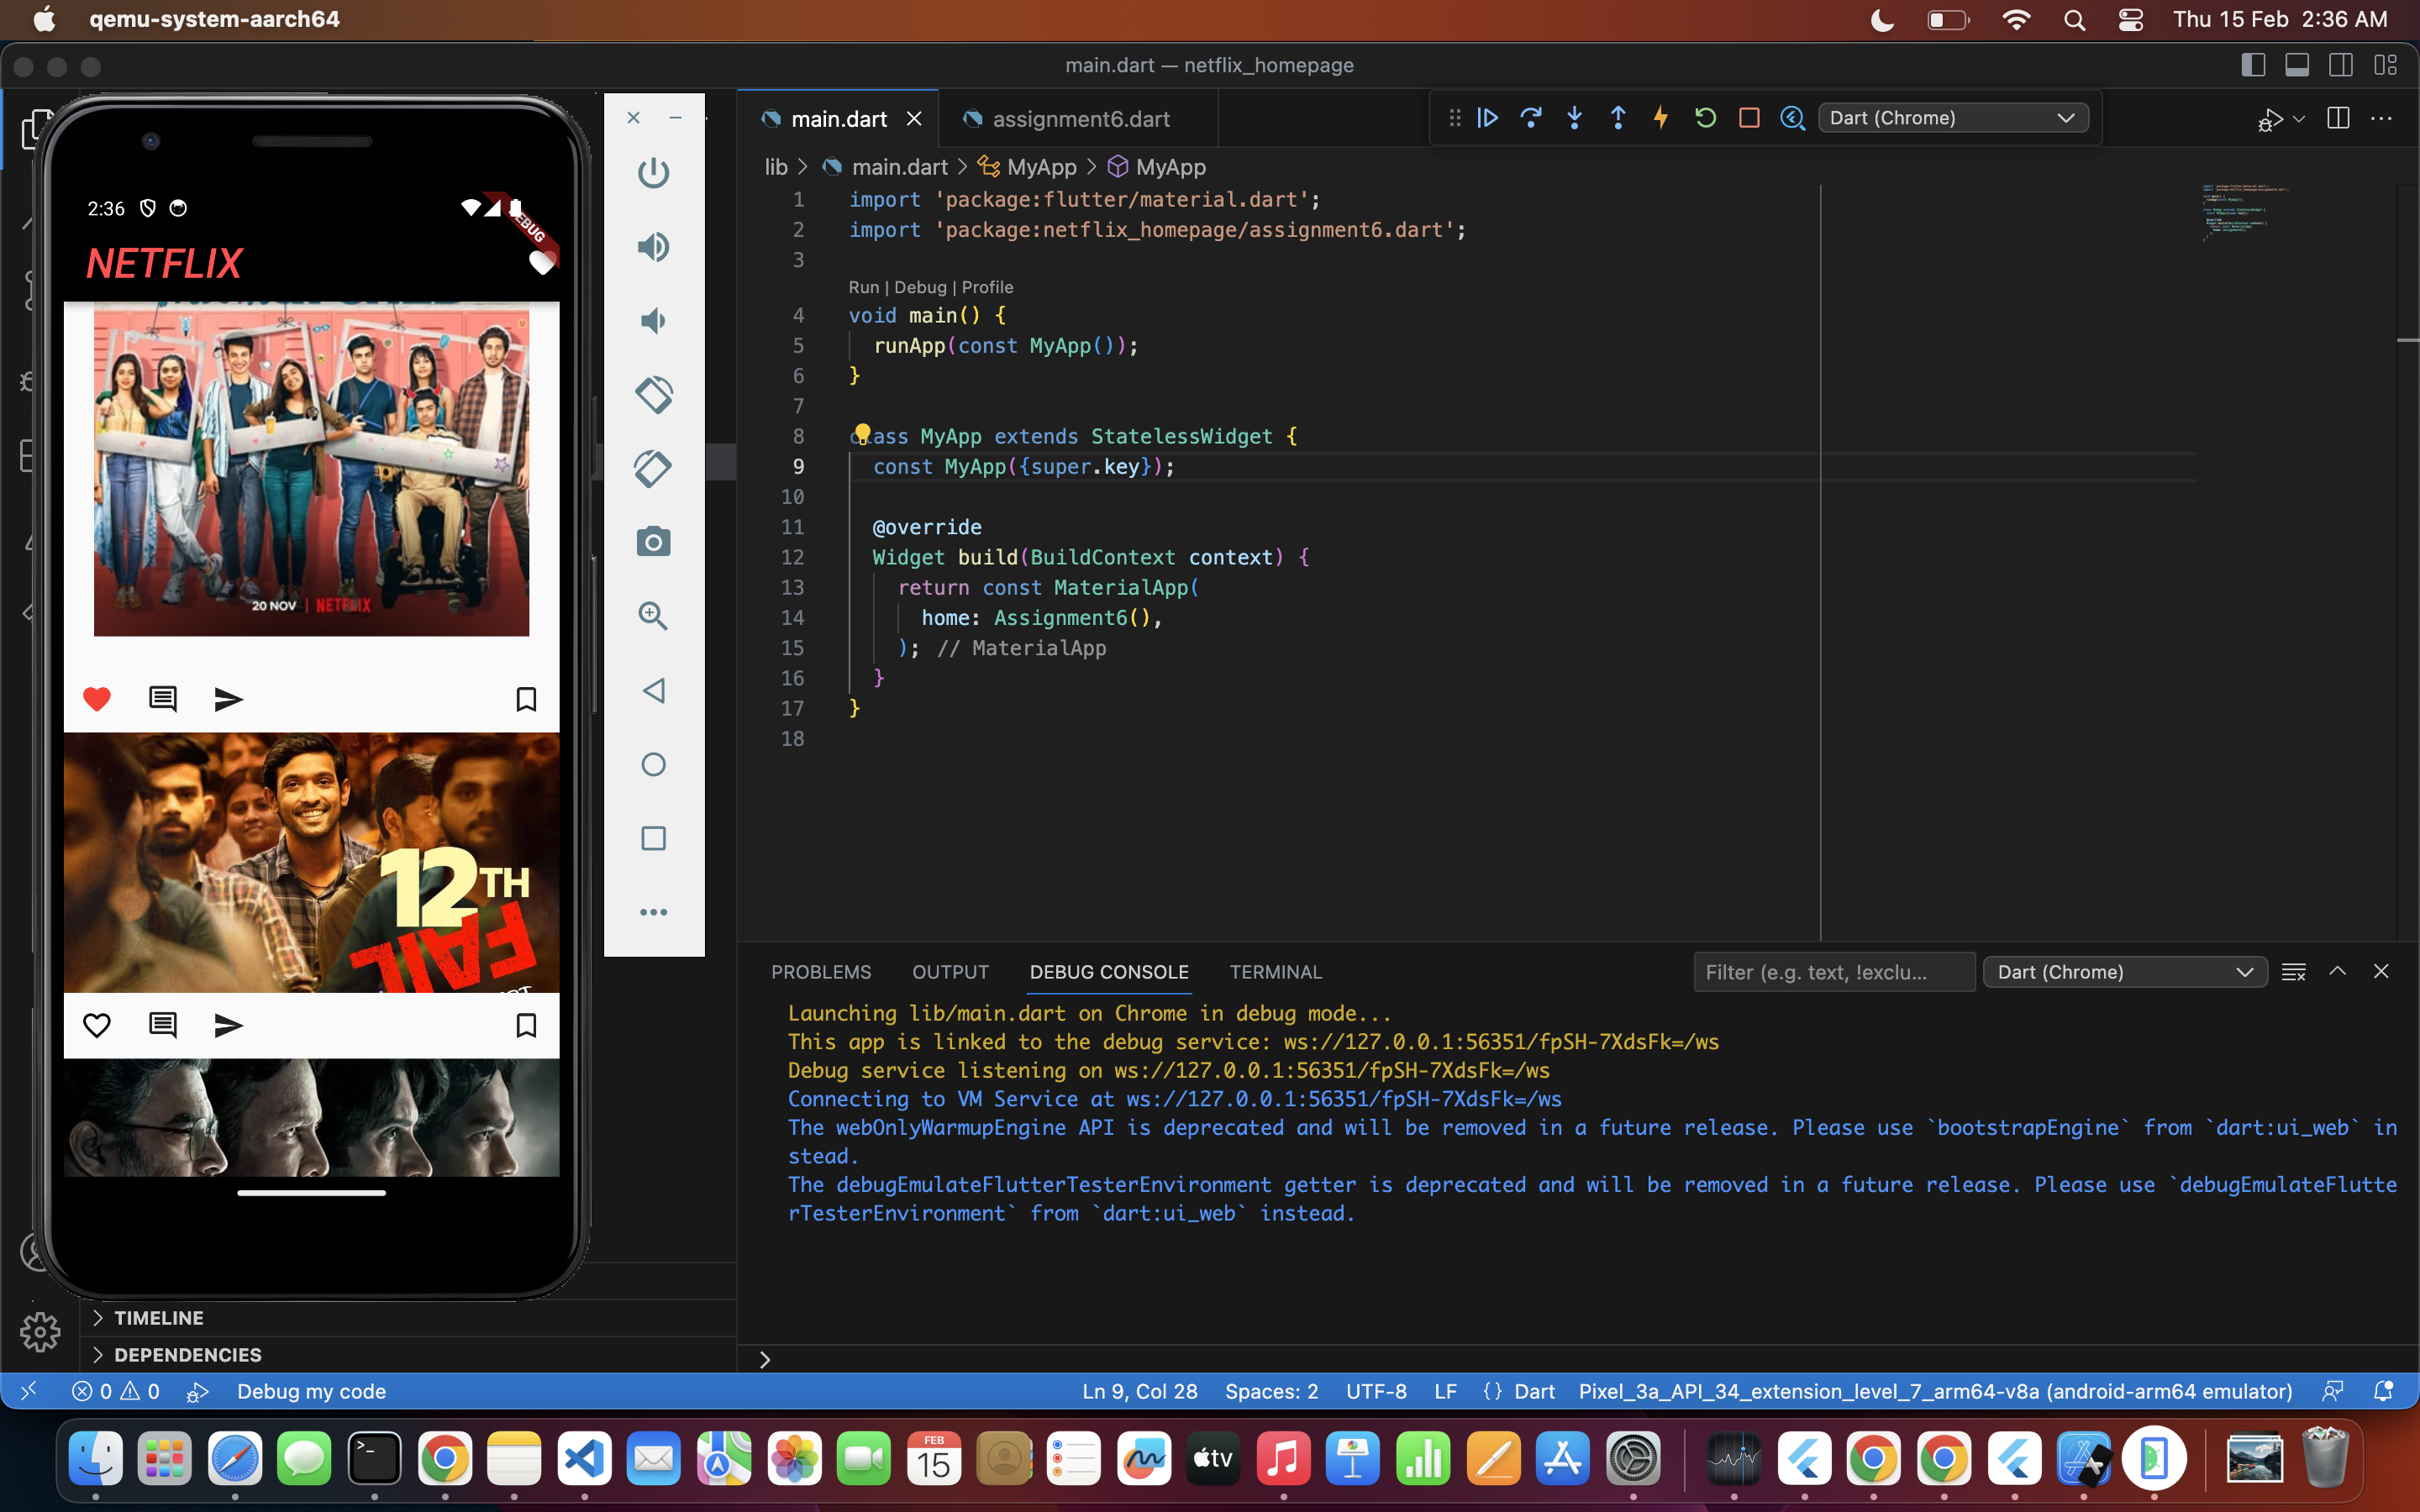 qemu-system-aarch64
Thu 15 Feb 2:36 AM
main.dart — netflix_homepage
2:36
DEBUG
NETFLIX
20 NOV | NETFLIX
12TH
FAIL
main.dart
assignment6.dart
Dart (Chrome)
lib > main.dart > MyApp > MyApp
1 import 'package:flutter/material.dart';
2 import 'package:netflix_homepage/assignment6.dart';
3
Run | Debug | Profile
4 void main() {
5 runApp(const MyApp());
6 }
7
8 class MyApp extends StatelessWidget {
9 const MyApp({super.key});
10
11 @override
12 Widget build(BuildContext context) {
13 return const MaterialApp(
14 home: Assignment6(),
15 ); // MaterialApp
16 }
17 }
18
PROBLEMS OUTPUT DEBUG CONSOLE TERMINAL
Filter (e.g. text, !exclu...
Dart (Chrome)
Launching lib/main.dart on Chrome in debug mode...
This app is linked to the debug service: ws://127.0.0.1:56351/fpSH-7XdsFk=/ws
Debug service listening on ws://127.0.0.1:56351/fpSH-7XdsFk=/ws
Connecting to VM Service at ws://127.0.0.1:56351/fpSH-7XdsFk=/ws
The webOnlyWarmupEngine API is deprecated and will be removed in a future release. Please use `bootstrapEngine` from `dart:ui_web` in
stead.
The debugEmulateFlutterTesterEnvironment getter is deprecated and will be removed in a future release. Please use `debugEmulateFlutte
rTesterEnvironment` from `dart:ui_web` instead.
TIMELINE
DEPENDENCIES
0 0 Debug my code
Ln 9, Col 28 Spaces: 2 UTF-8 LF {} Dart Pixel_3a_API_34_extension_level_7_arm64-v8a (android-arm64 emulator)
FEB
15
tv